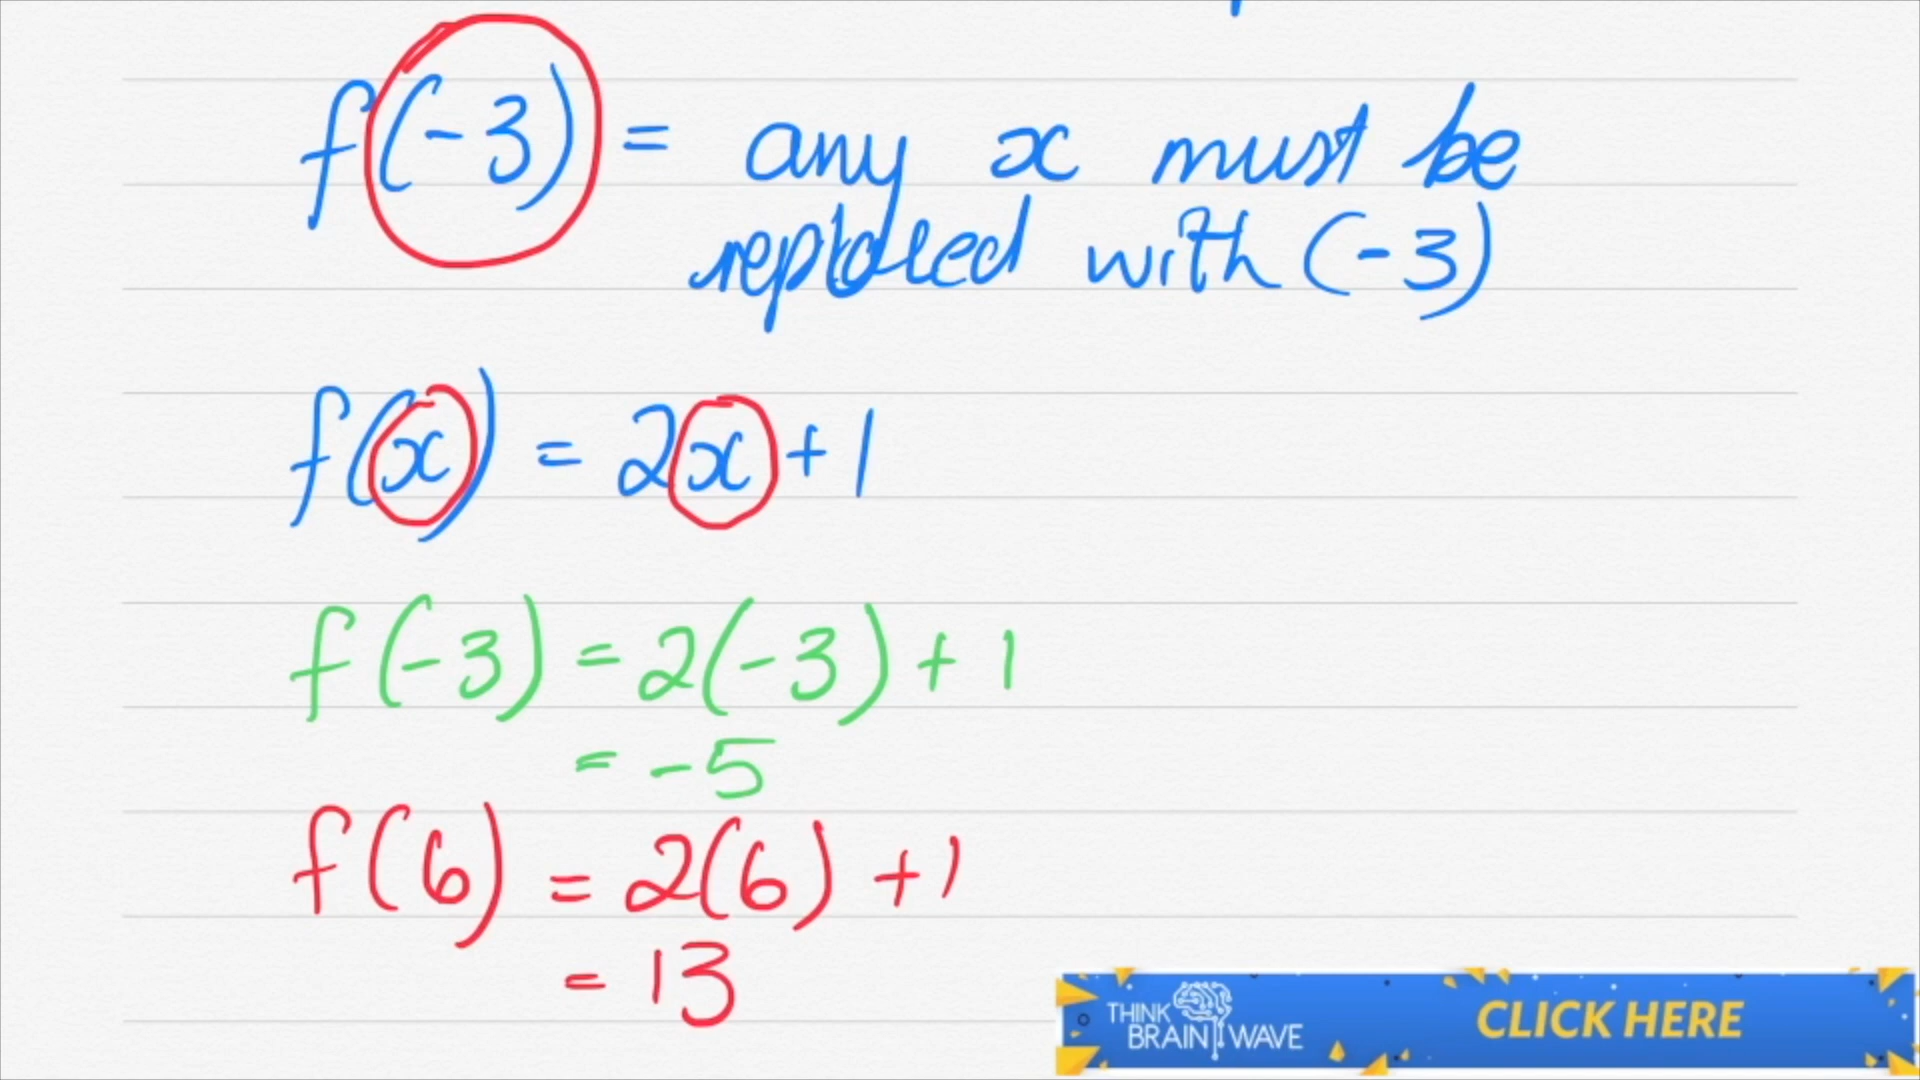 f(-3) = any x must be
replaced with (-3)
f(x) = 2x + 1
f(-3) = 2(-3) + 1
= -5
f(6) = 2(6) + 1
= 13
THINK
BRAIN WAVE
CLICK HERE